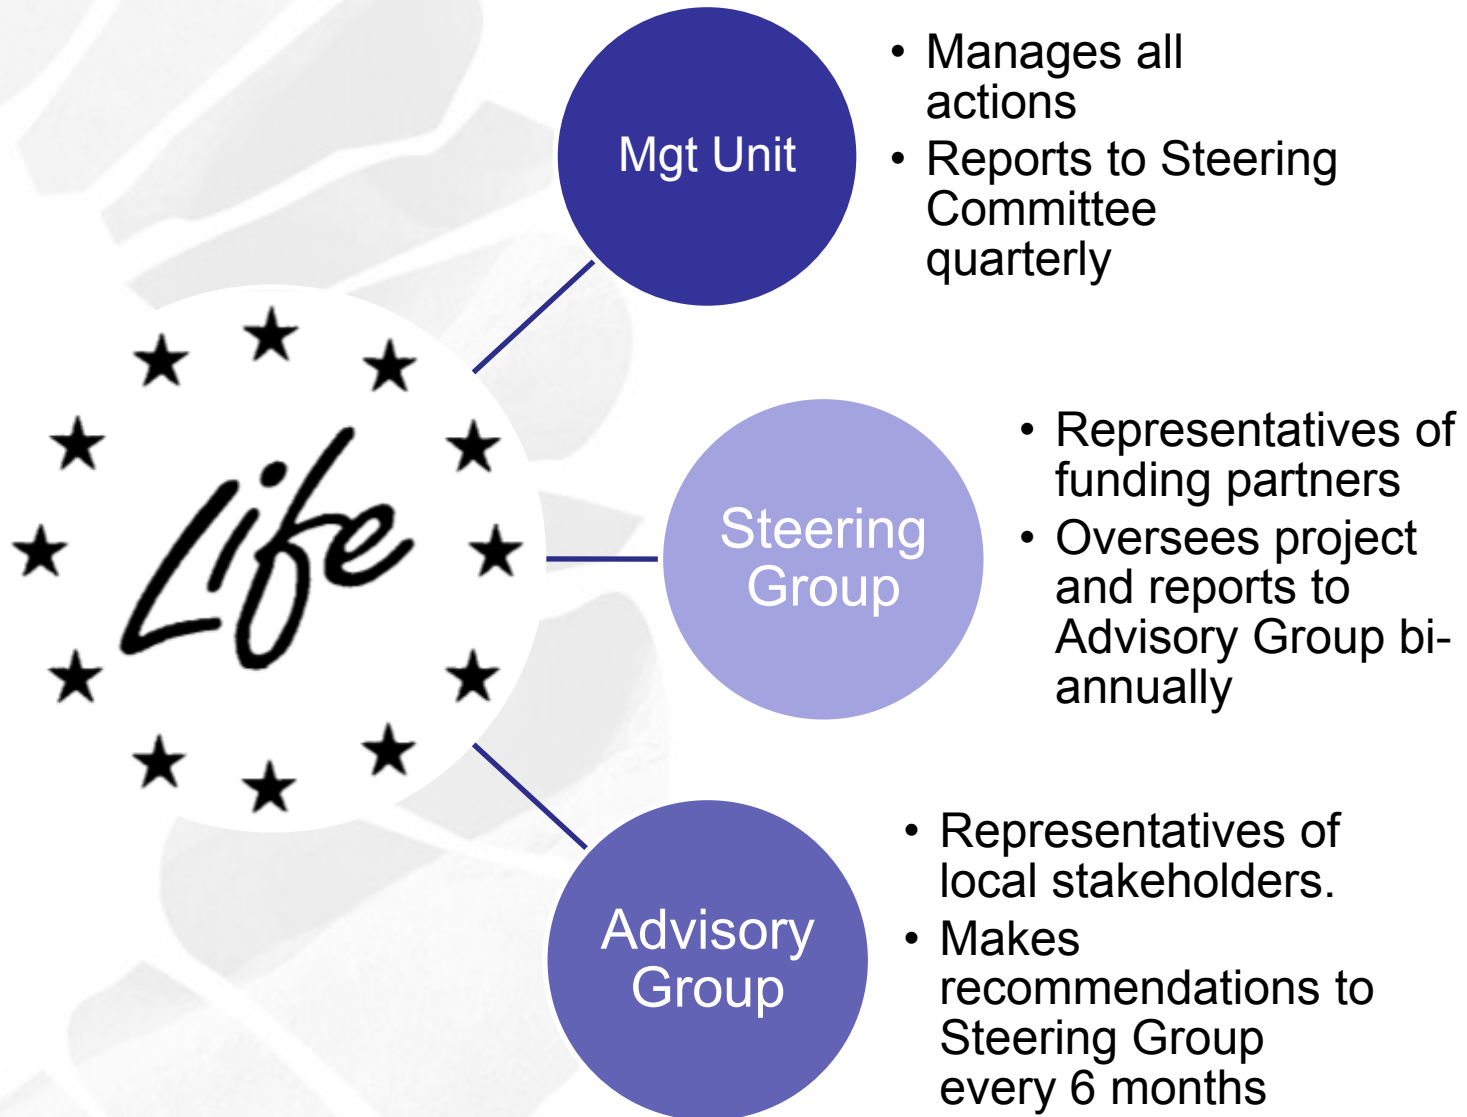 Mgt Unit
• Manages all
actions
• Reports to Steering
Committee
quarterly
Life
Steering
Group
• Representatives of
funding partners
• Oversees project
and reports to
Advisory Group bi-
annually
Advisory
Group
• Representatives of
local stakeholders.
• Makes
recommendations to
Steering Group
every 6 months